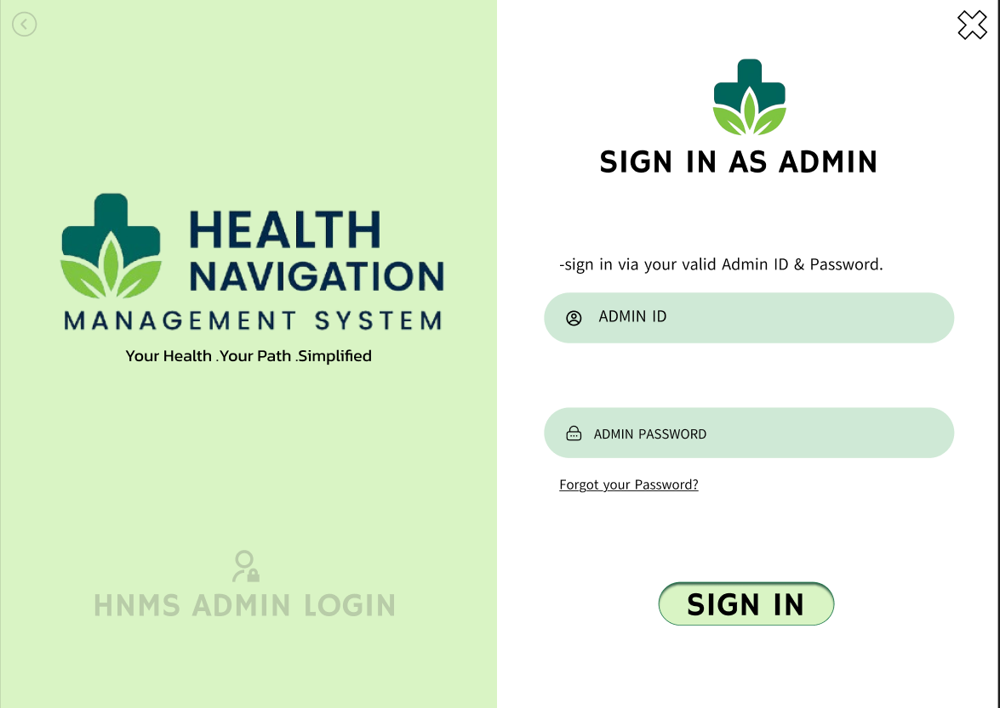 HEALTH
NAVIGATION
MANAGEMENT SYSTEM
Your Health .Your Path .Simplified
HNMS ADMIN LOGIN
SIGN IN AS ADMIN
-sign in via your valid Admin ID & Password.
ADMIN ID
ADMIN PASSWORD
Forgot your Password?
SIGN IN